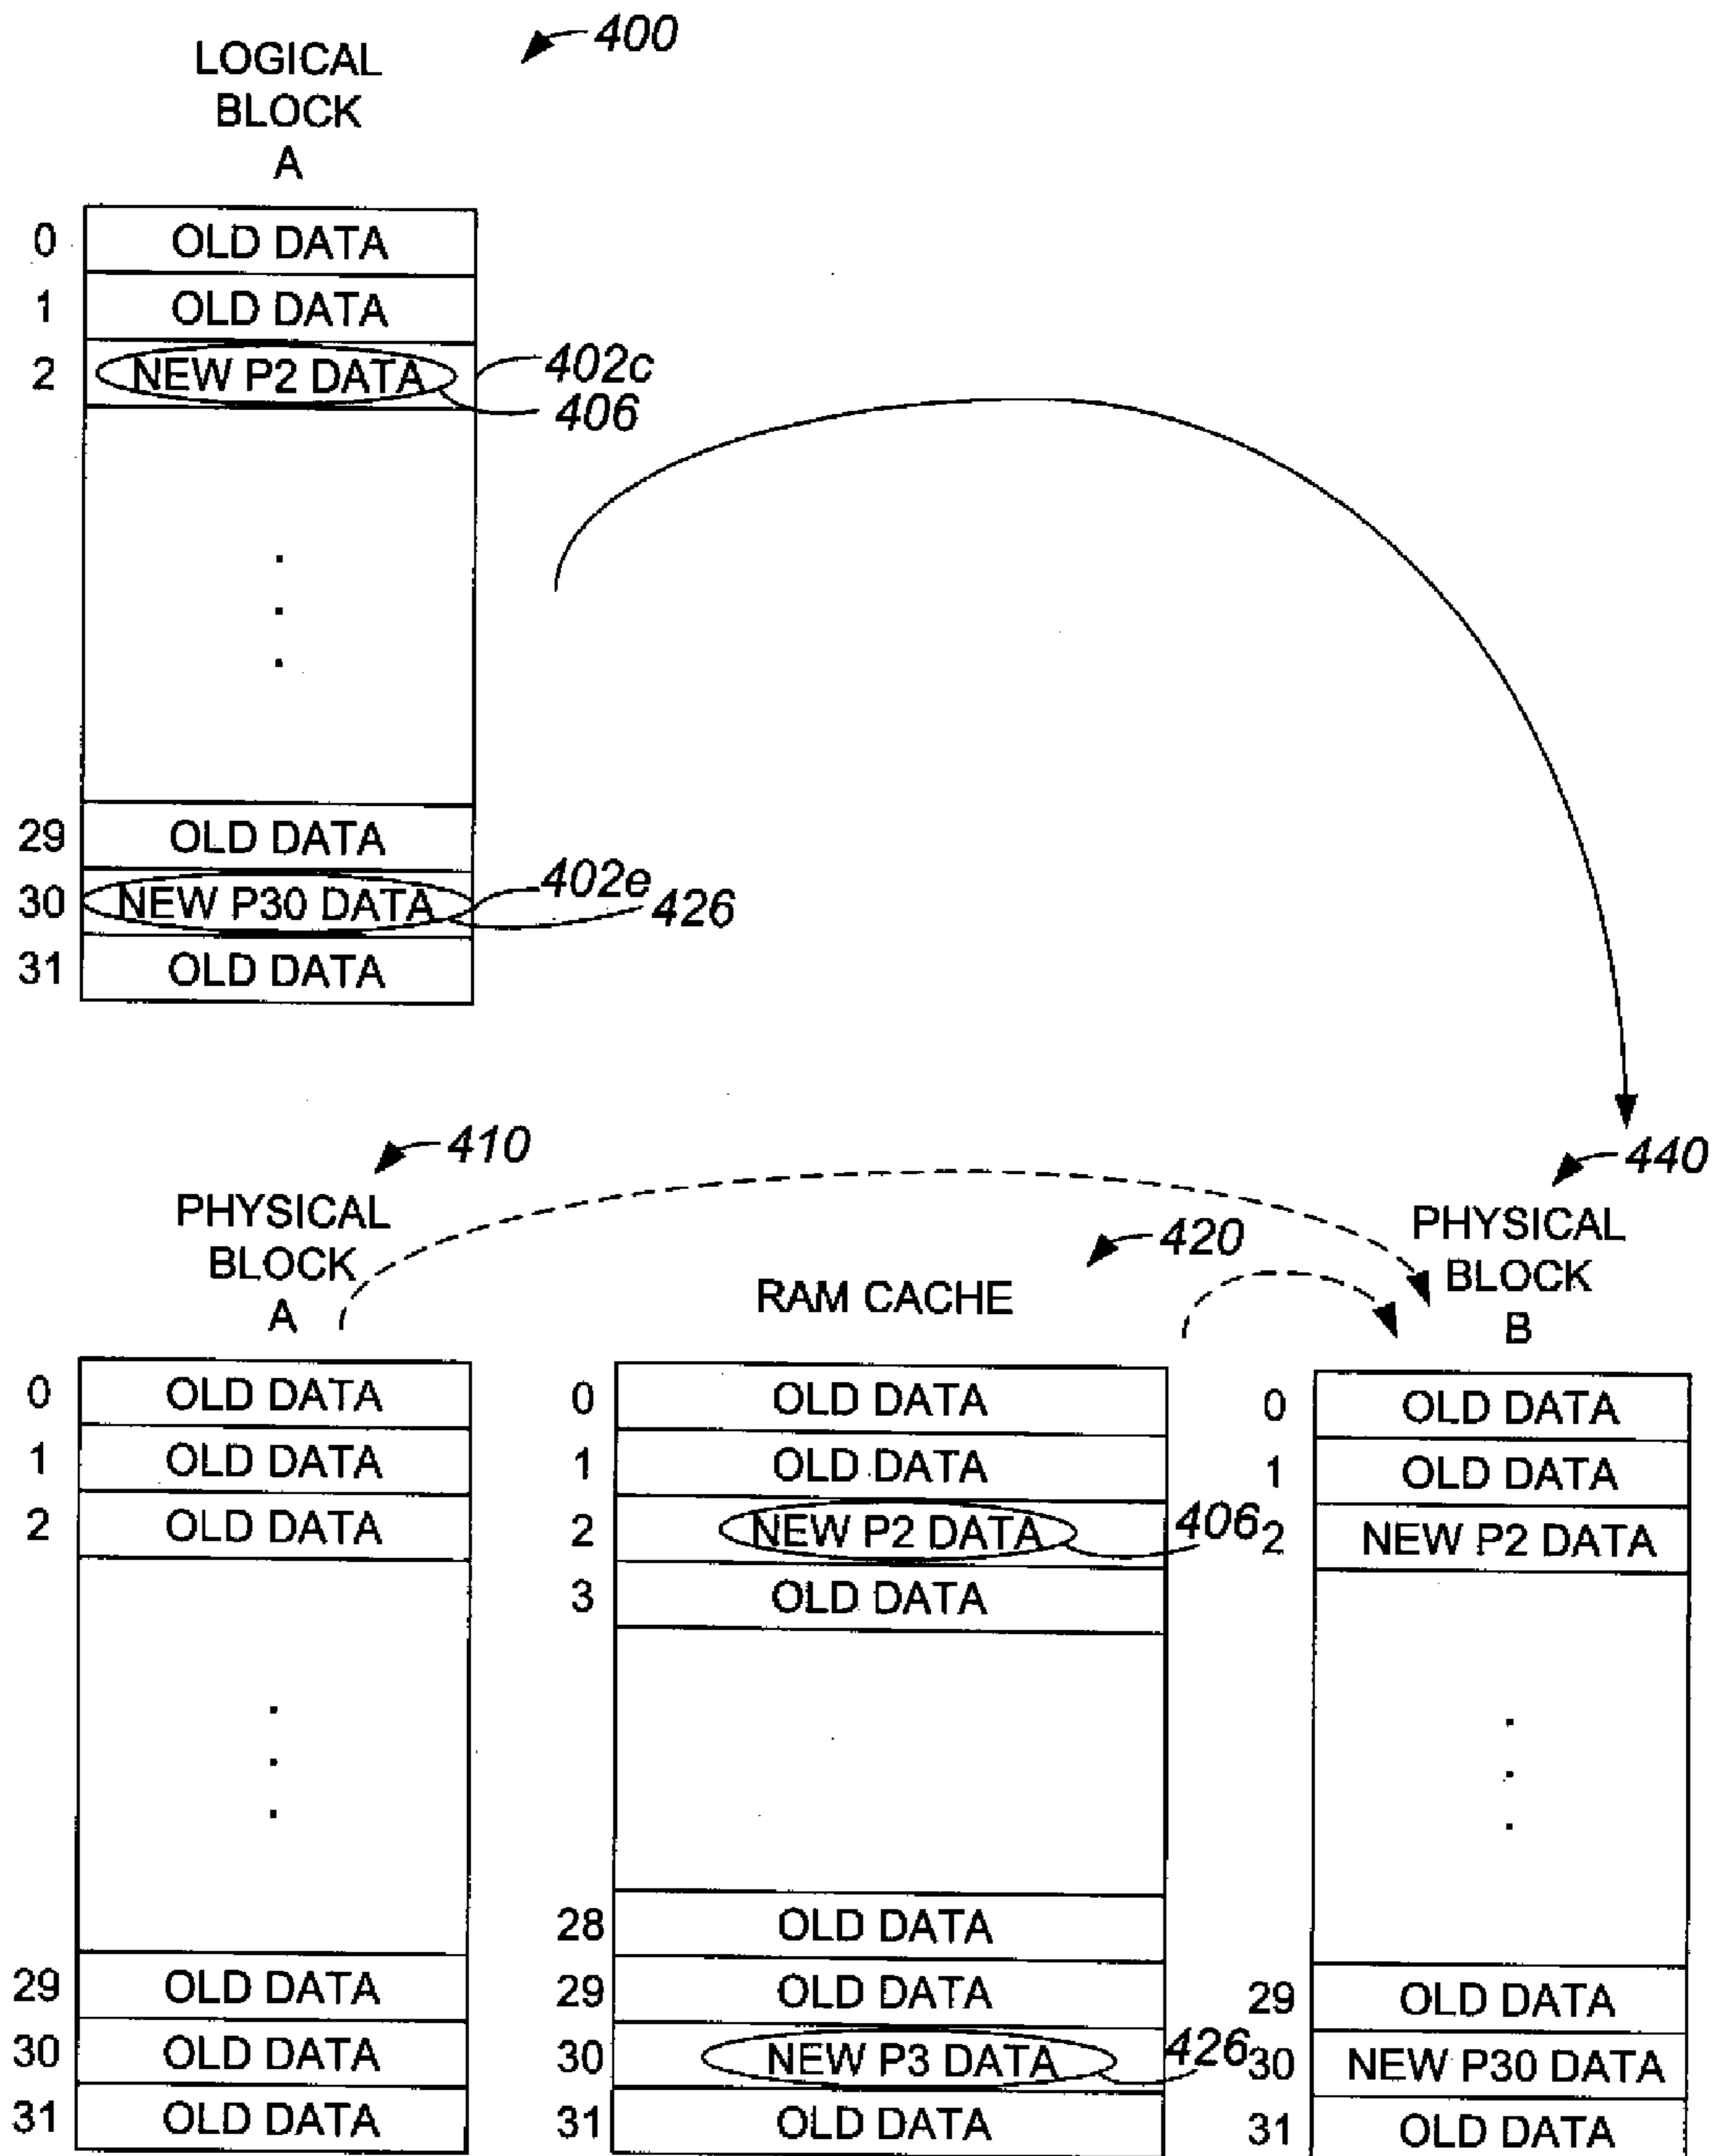 400
LOGICAL
BLOCK
A
0 OLD DATA
1 OLD DATA
2 NEW P2 DATA 402c
406
29 OLD DATA
30 NEW P30 DATA 402e 426
31 OLD DATA
410
PHYSICAL
BLOCK
A
0 OLD DATA
1 OLD DATA
2 OLD DATA
29 OLD DATA
30 OLD DATA
31 OLD DATA
420
RAM CACHE
0 OLD DATA
1 OLD DATA
2 NEW P2 DATA 406
3 OLD DATA
28 OLD DATA
29 OLD DATA
30 NEW P3 DATA 426
31 OLD DATA
440
PHYSICAL
BLOCK
B
0 OLD DATA
1 OLD DATA
2 NEW P2 DATA
29 OLD DATA
30 NEW P30 DATA
31 OLD DATA